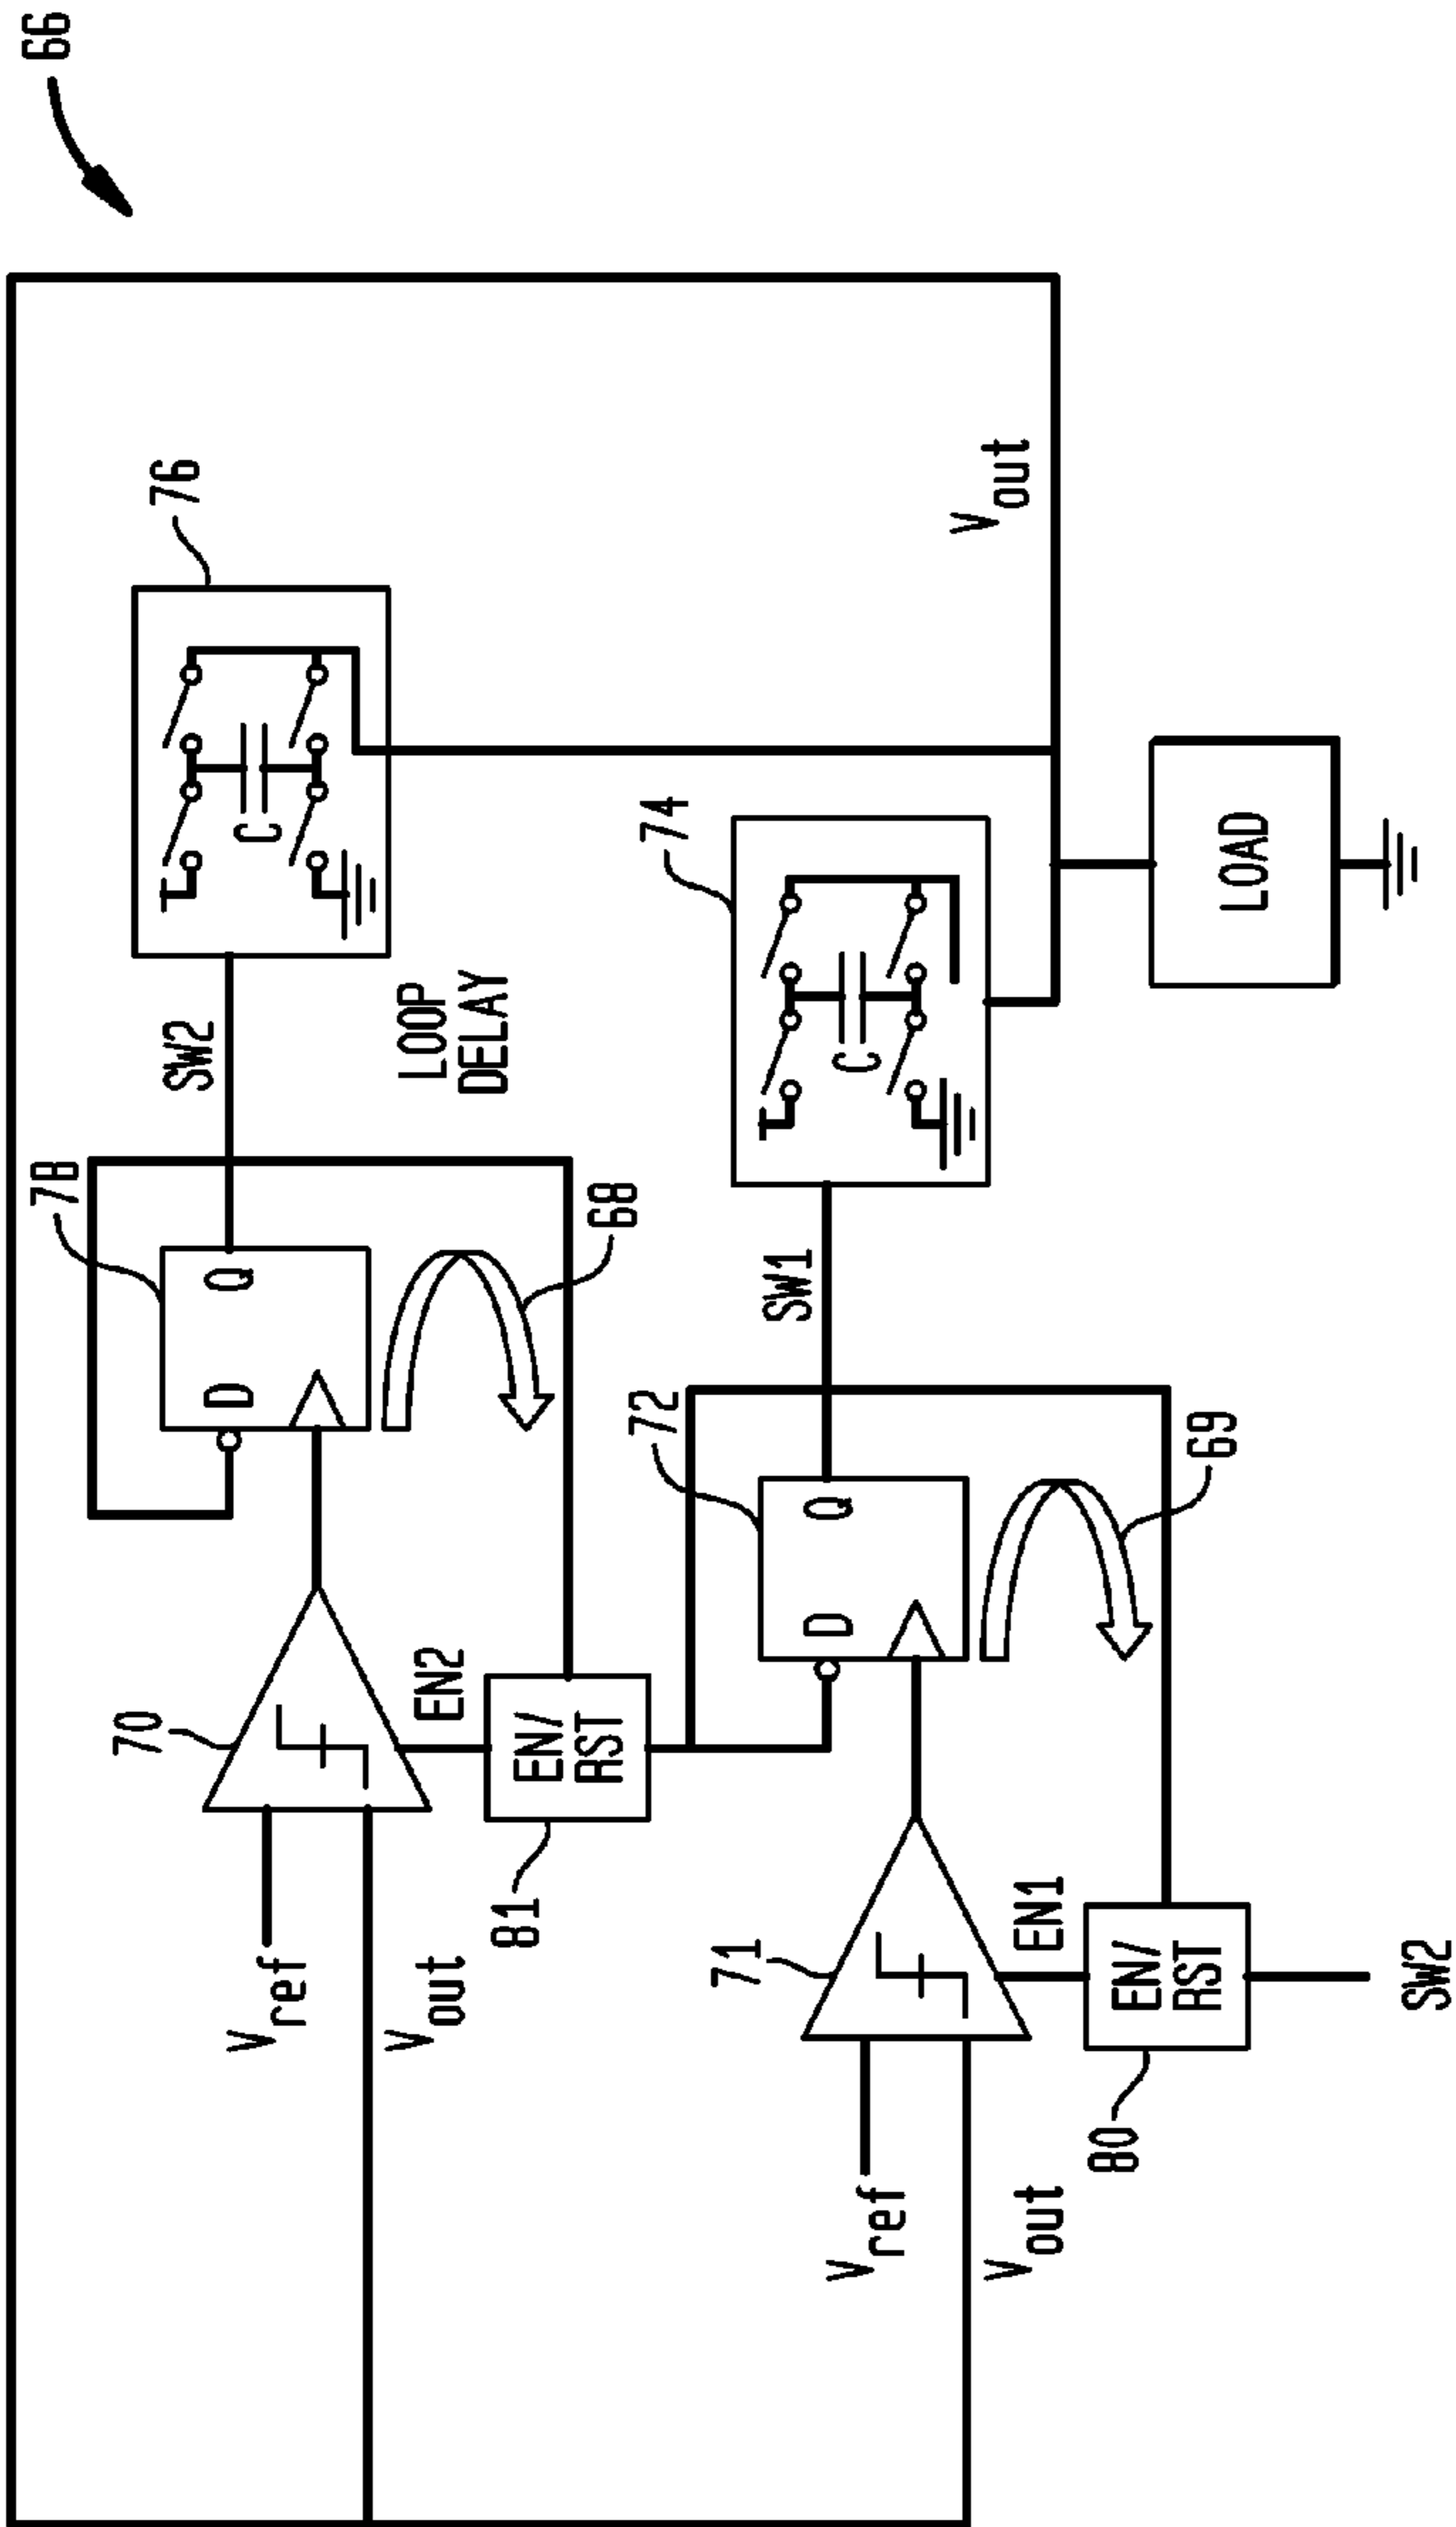 66
76
SW2
LOOP
DELAY
78
D
Q
68
C
70
EN2
EN/
RST
81
Vref
Vout
74
C
Vout
LOAD
SW1
72
D
Q
69
71
EN1
EN/
RST
80
SW2
Vref
Vout